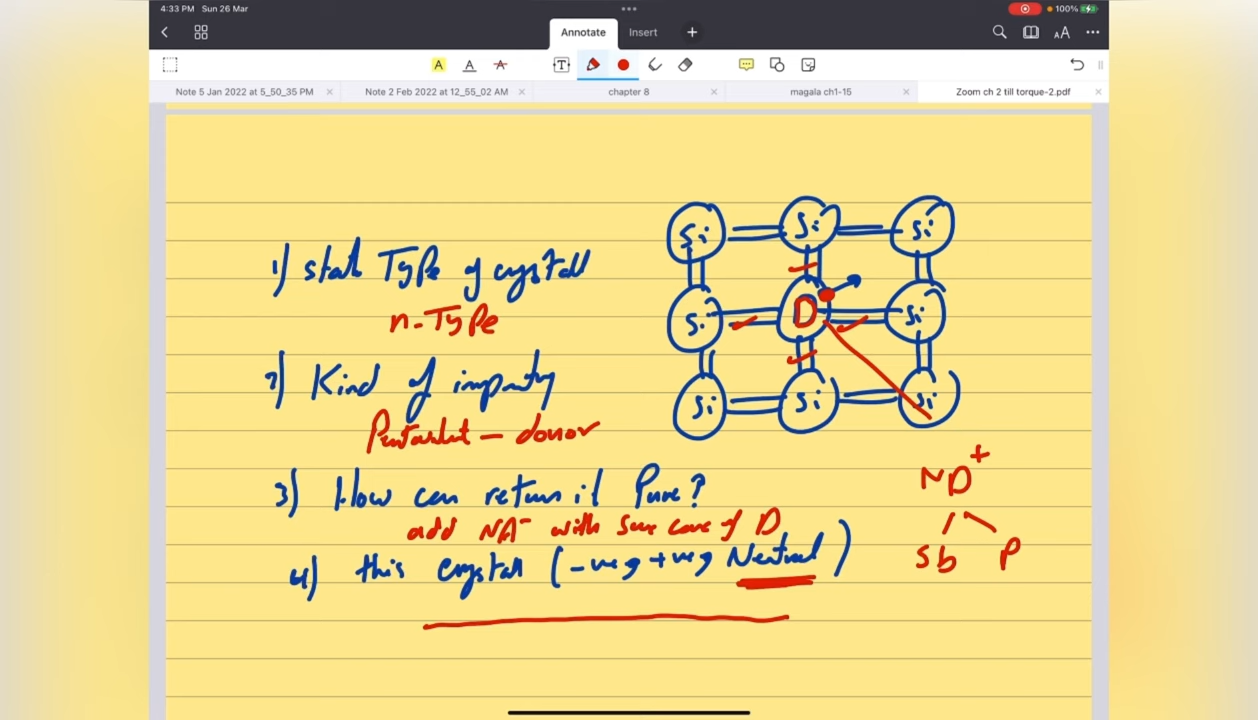 4:33 PM Sun 26 Mar
100%
Annotate Insert
A A A T
AA
Note 5 Jan 2022 at 5_50_35 PM
Note 2 Feb 2022 at 12_55_02 AM
chapter 8
magala ch1-15
Zoom ch 2 till torque-2.pdf
Si Si Si
1) state Type of crystall
n-Type
Si D Si
2) Kind of impurity
Si Si Si
Pentavalent - donor
ND+
3) How can return it Pure?
add NA- with same conc of D
Sb P
4) this crystall (-ve, +ve, Neutral)